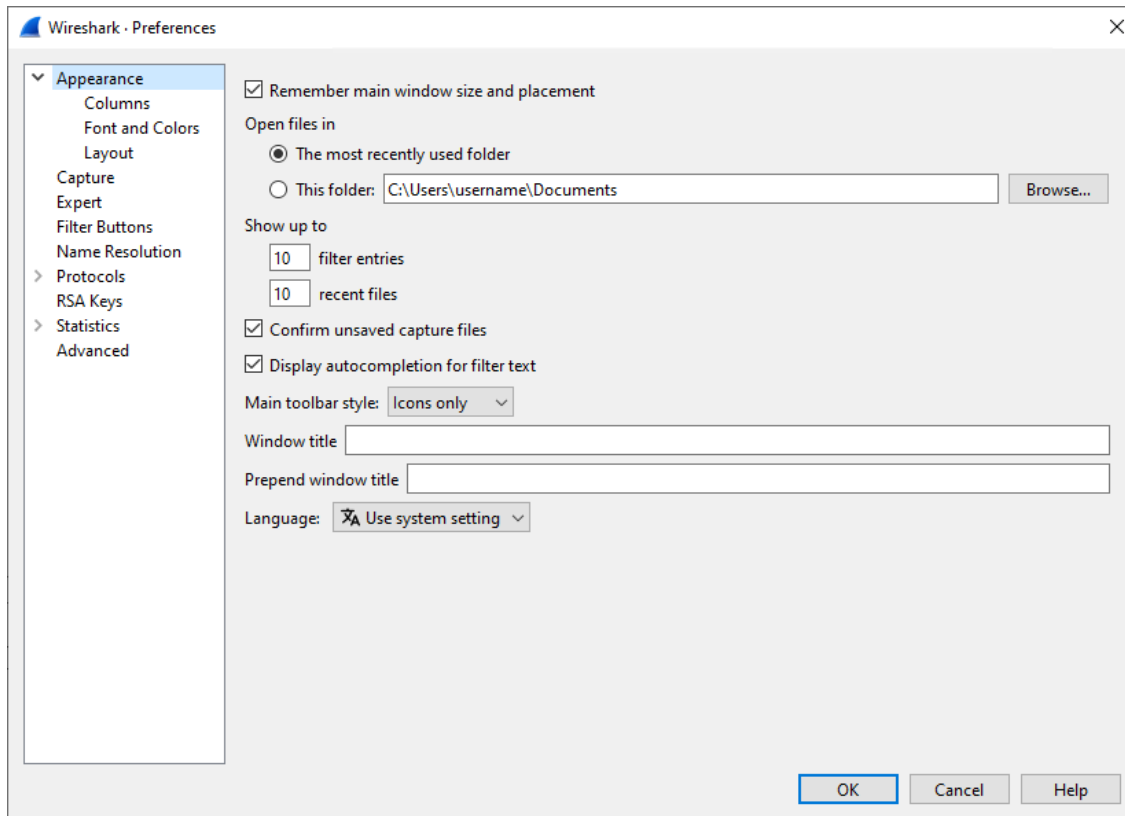 Wireshark · Preferences
Appearance
Columns
Font and Colors
Layout
Capture
Expert
Filter Buttons
Name Resolution
Protocols
RSA Keys
Statistics
Advanced
Remember main window size and placement
Open files in
The most recently used folder
This folder: C:\Users\username\Documents Browse...
Show up to
10 filter entries
10 recent files
Confirm unsaved capture files
Display autocompletion for filter text
Main toolbar style: Icons only
Window title
Prepend window title
Language: Use system setting
OK Cancel Help